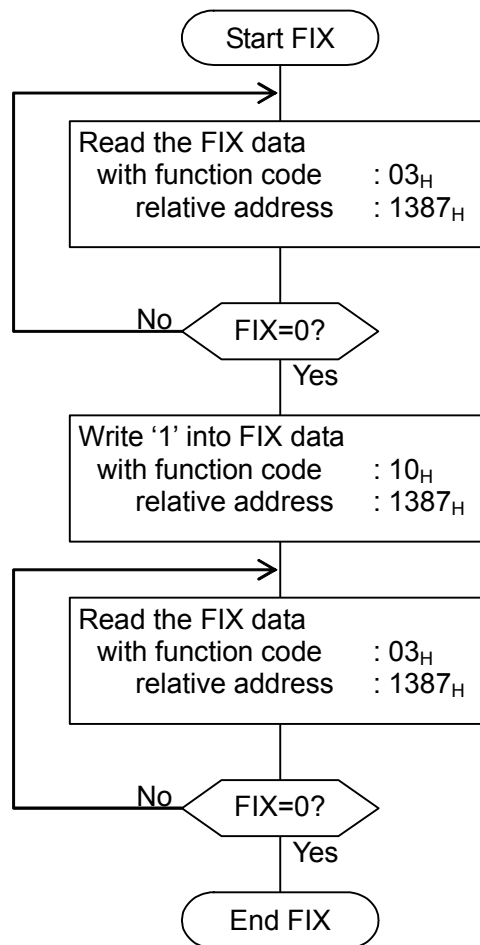 Start FIX
Read the FIX data
with function code : 03H
relative address : 1387H
No
FIX=0?
Yes
Write ‘1’ into FIX data
with function code : 10H
relative address : 1387H
Read the FIX data
with function code : 03H
relative address : 1387H
No
FIX=0?
Yes
End FIX